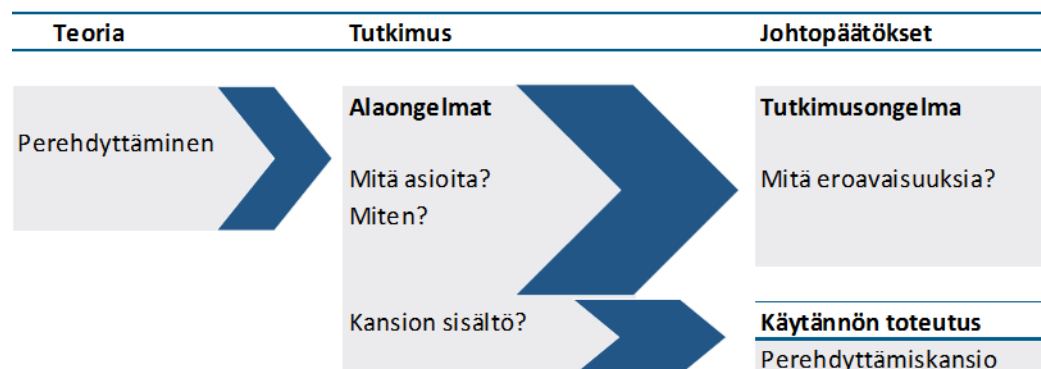 Teoria
Tutkimus
Johtopäätökset
Perehdyttäminen
Alaongelmat
Mitä asioita?
Miten?
Kansion sisältö?
Tutkimusongelma
Mitä eroavaisuuksia?
Käytännön toteutus
Perehdyttämiskansio